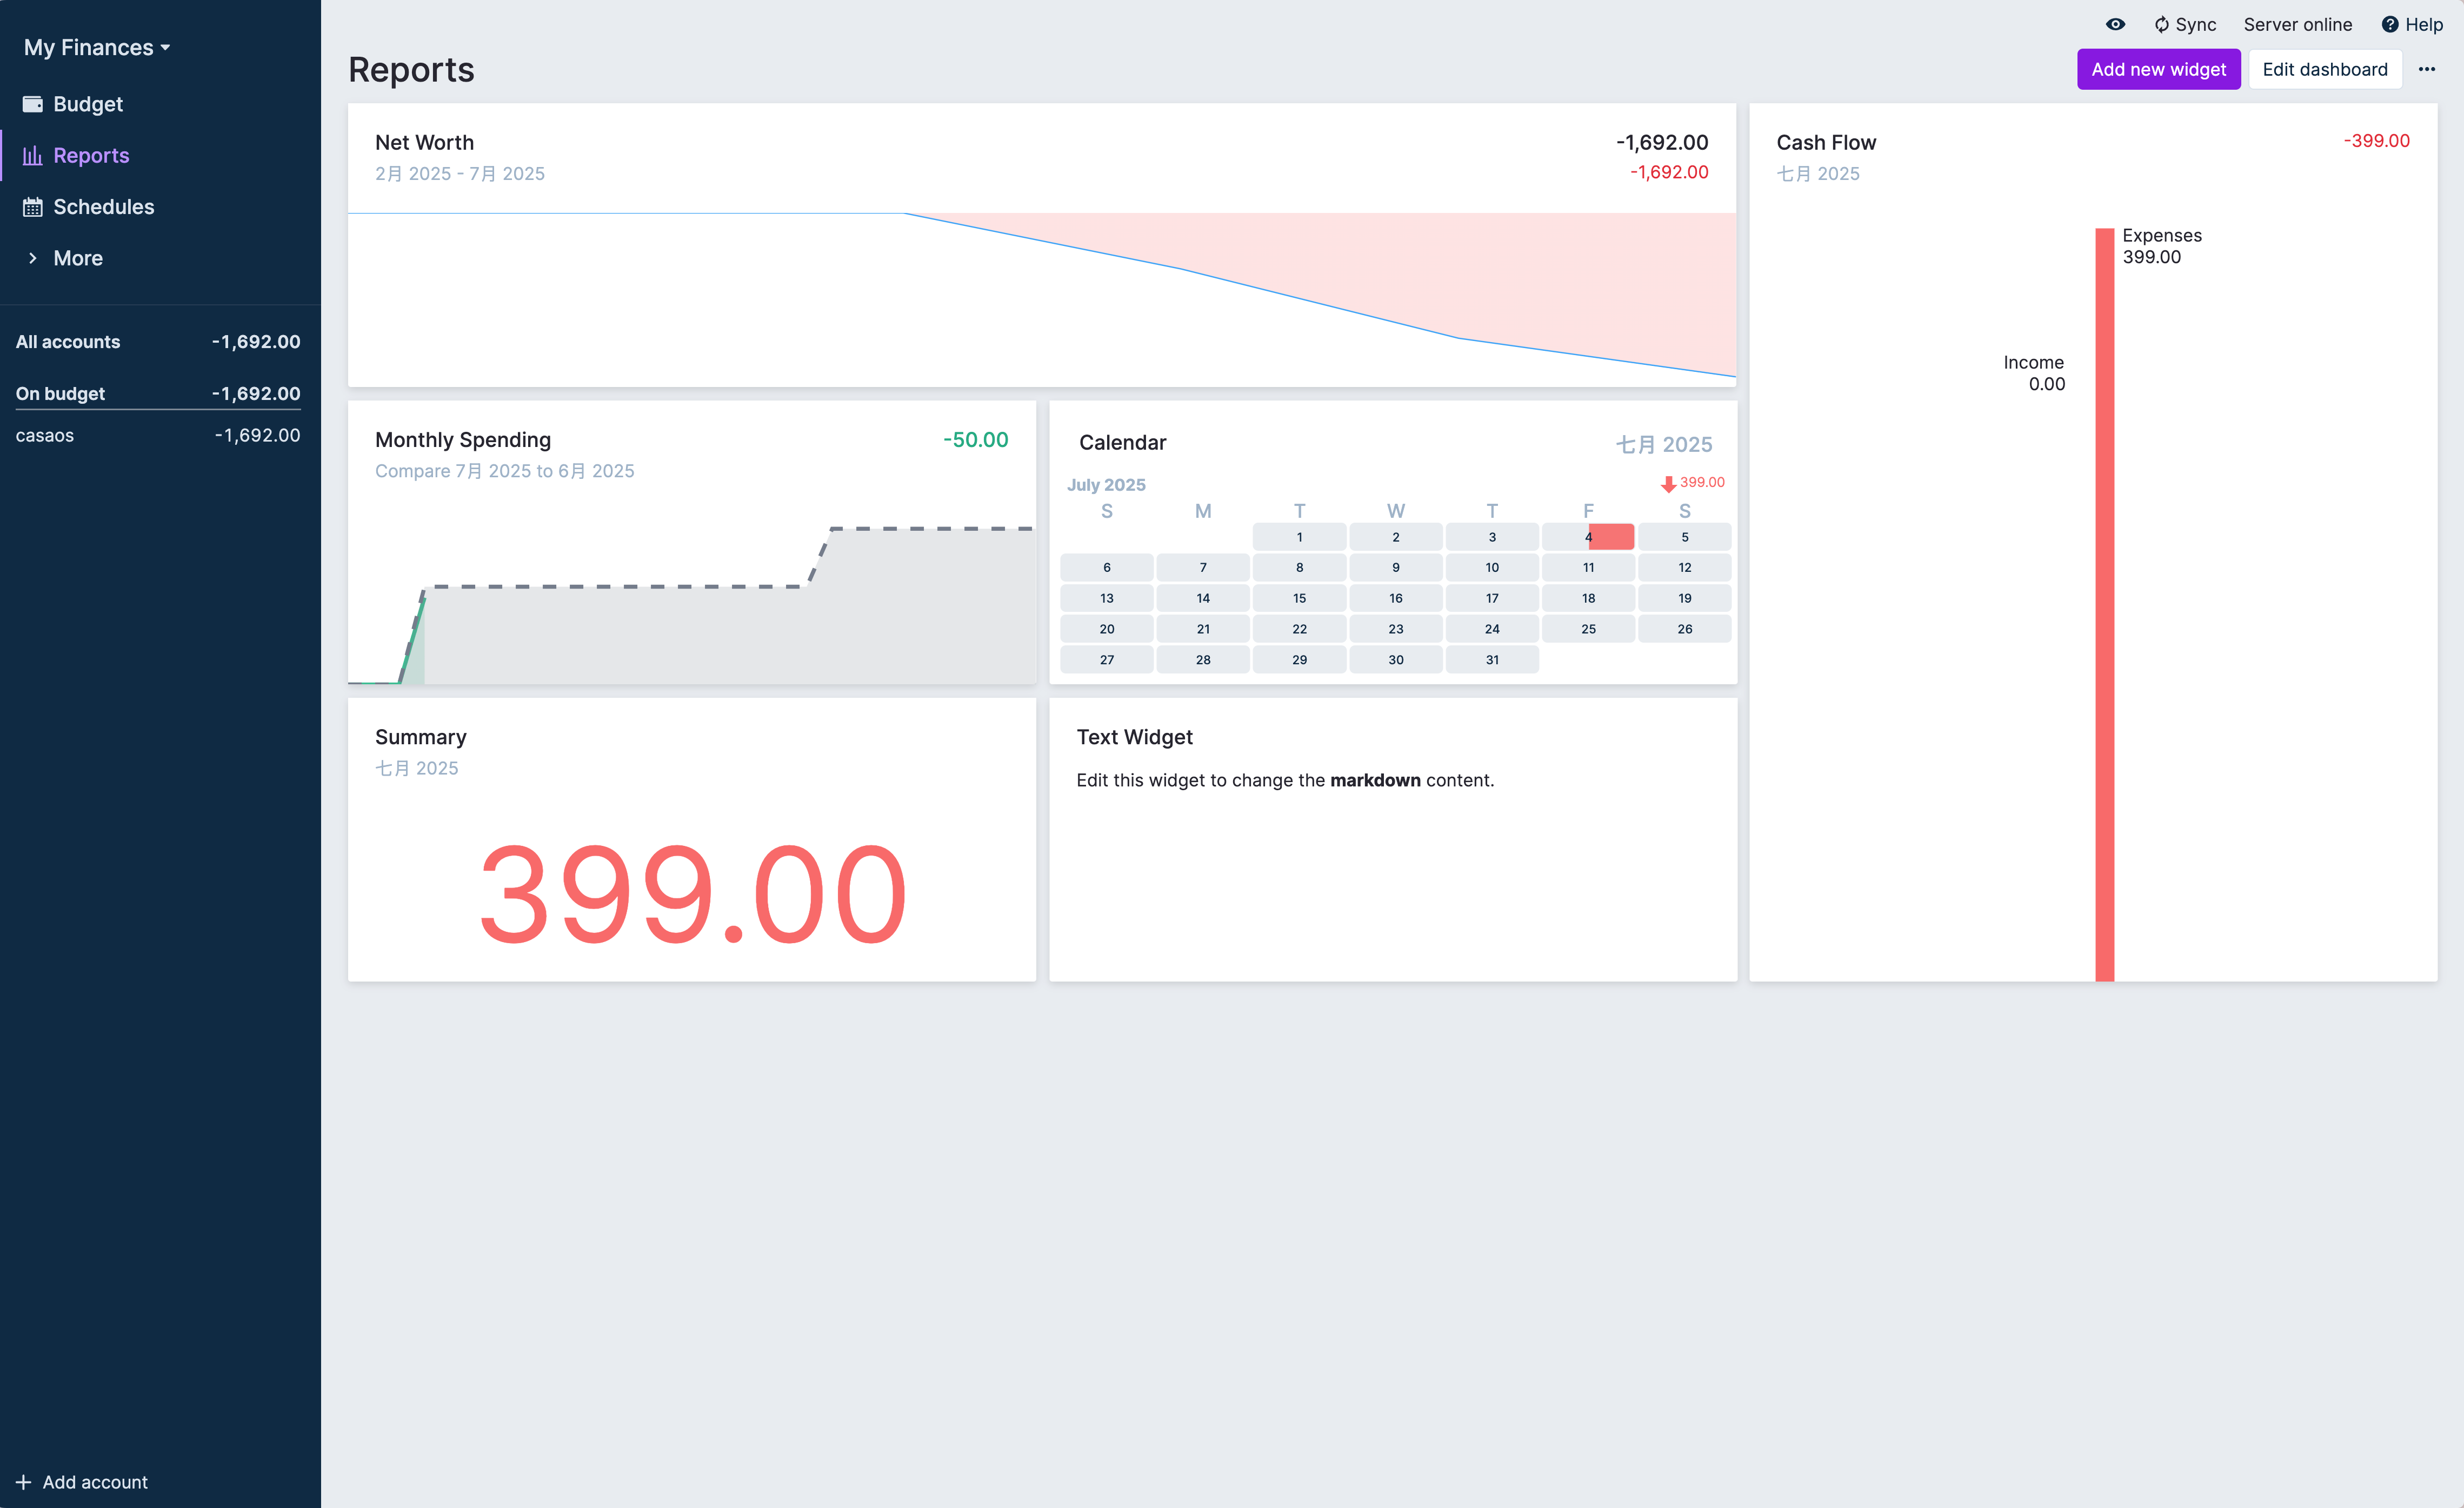 My Finances
Budget
Reports
Schedules
More
All accounts -1,692.00
On budget -1,692.00
casaos -1,692.00
Add account
Sync Server online Help
Reports
Add new widget Edit dashboard
Net Worth -1,692.00
2月 2025 - 7月 2025 -1,692.00
Cash Flow -399.00
七月 2025
Expenses
399.00
Income
0.00
Monthly Spending -50.00
Compare 7月 2025 to 6月 2025
Calendar 七月 2025
July 2025 399.00
S M T W T F S
1 2 3 4 5
6 7 8 9 10 11 12
13 14 15 16 17 18 19
20 21 22 23 24 25 26
27 28 29 30 31
Summary
七月 2025
399.00
Text Widget
Edit this widget to change the markdown content.